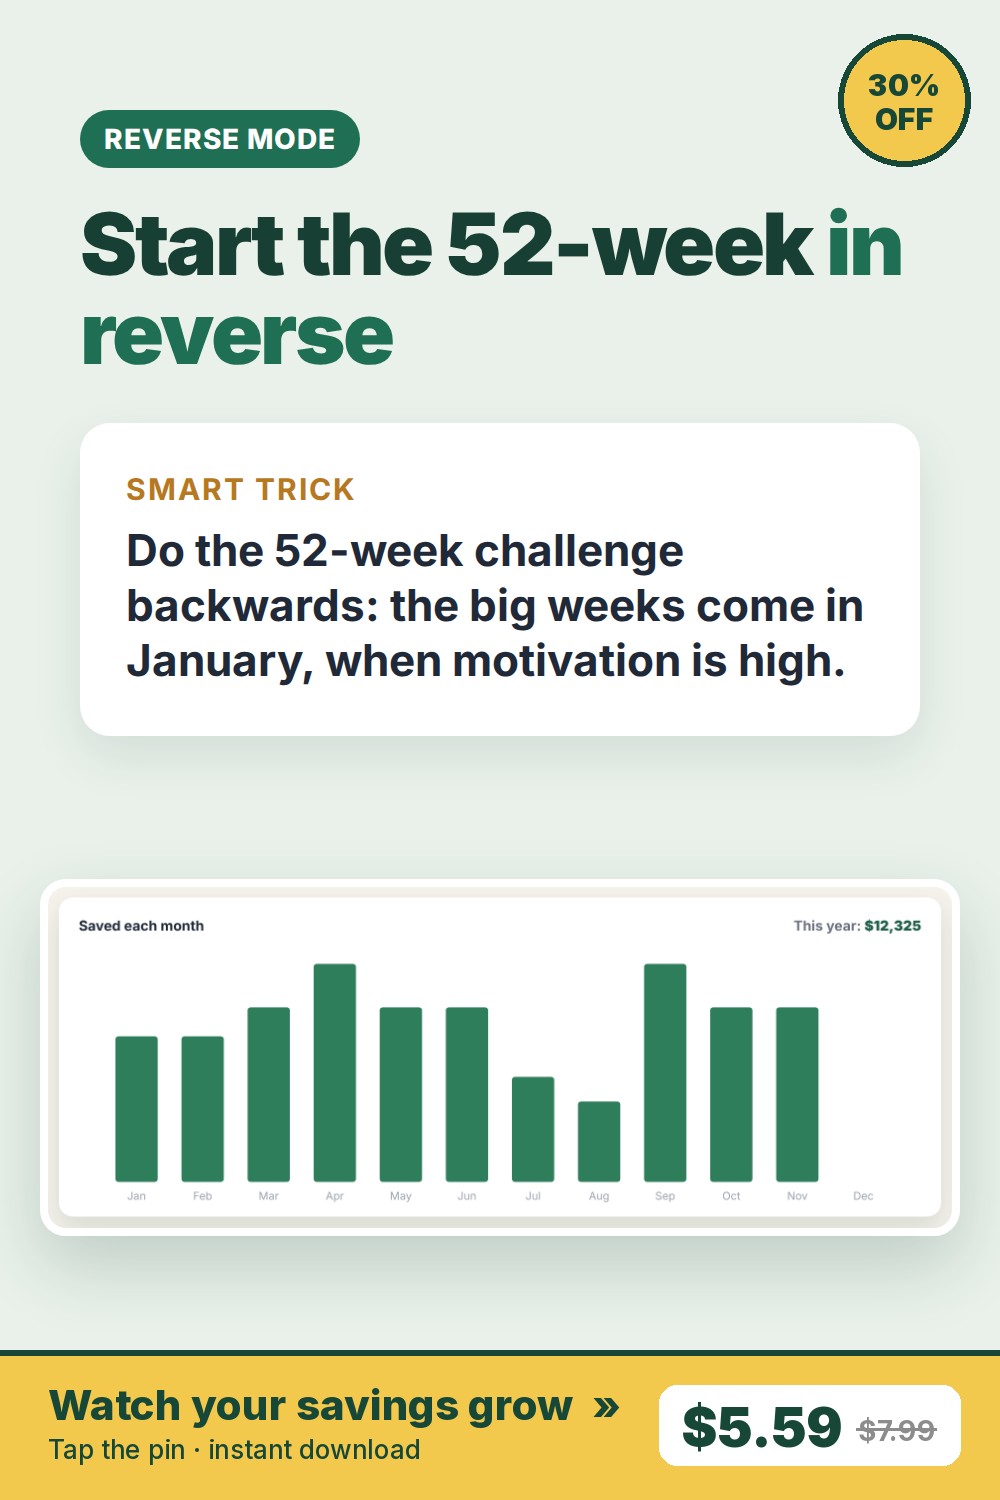 30%
OFF
REVERSE MODE
Start the 52-week in
reverse
SMART TRICK
Do the 52-week challenge
backwards: the big weeks come in
January, when motivation is high.
Saved each month
This year: $12,325
Jan Feb Mar Apr May Jun Jul Aug Sep Oct Nov Dec
Watch your savings grow »
Tap the pin · instant download
$5.59 $7.99